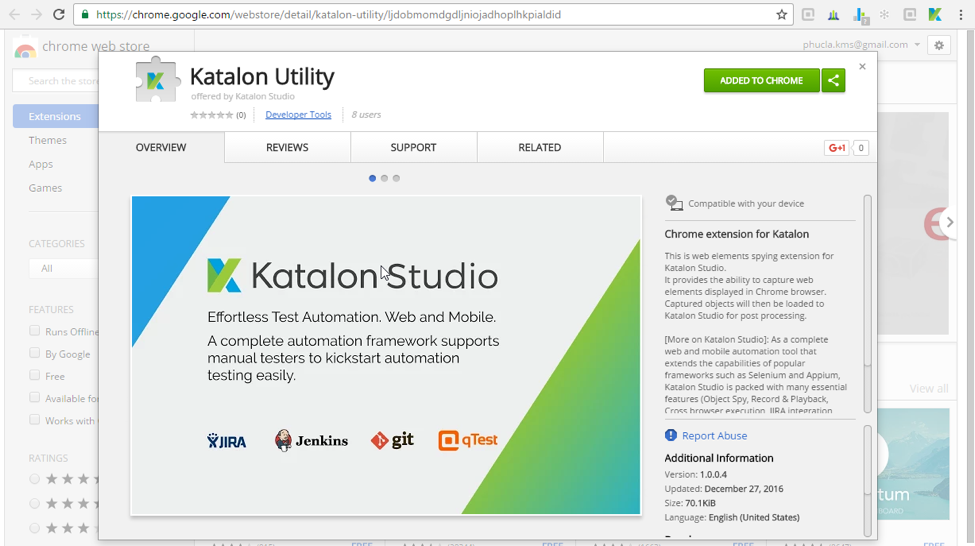 https://chrome.google.com/webstore/detail/katalon-utility/ljdobmomdgdljniojadhoplhkpialdid
chrome web store
phucla.kms@gmail.com
Search the store
Extensions
Themes
Apps
Games
CATEGORIES
All
FEATURES
Runs Offline
By Google
Free
Available for
Works with
RATINGS
Katalon Utility
offered by Katalon Studio
(0)
Developer Tools
8 users
ADDED TO CHROME
OVERVIEW
REVIEWS
SUPPORT
RELATED
G+1
0
Katalon Studio
Effortless Test Automation. Web and Mobile.
A complete automation framework supports
manual testers to kickstart automation
testing easily.
JIRA
Jenkins
git
qTest
Compatible with your device
Chrome extension for Katalon
This is web elements spying extension for
Katalon Studio.
It provides the ability to capture web
elements displayed in Chrome browser.
Captured objects will then be loaded to
Katalon Studio for post processing.
[More on Katalon Studio]: As a complete
web and mobile automation tool that
extends the capabilities of popular
frameworks such as Selenium and Appium,
Katalon Studio is packed with many essential
features (Object Spy, Record & Playback,
Cross browser execution, JIRA integration
Report Abuse
Additional Information
Version: 1.0.0.4
Updated: December 27, 2016
Size: 70.1KiB
Language: English (United States)
View all
tum
FREE
FREE
FREE
FREE